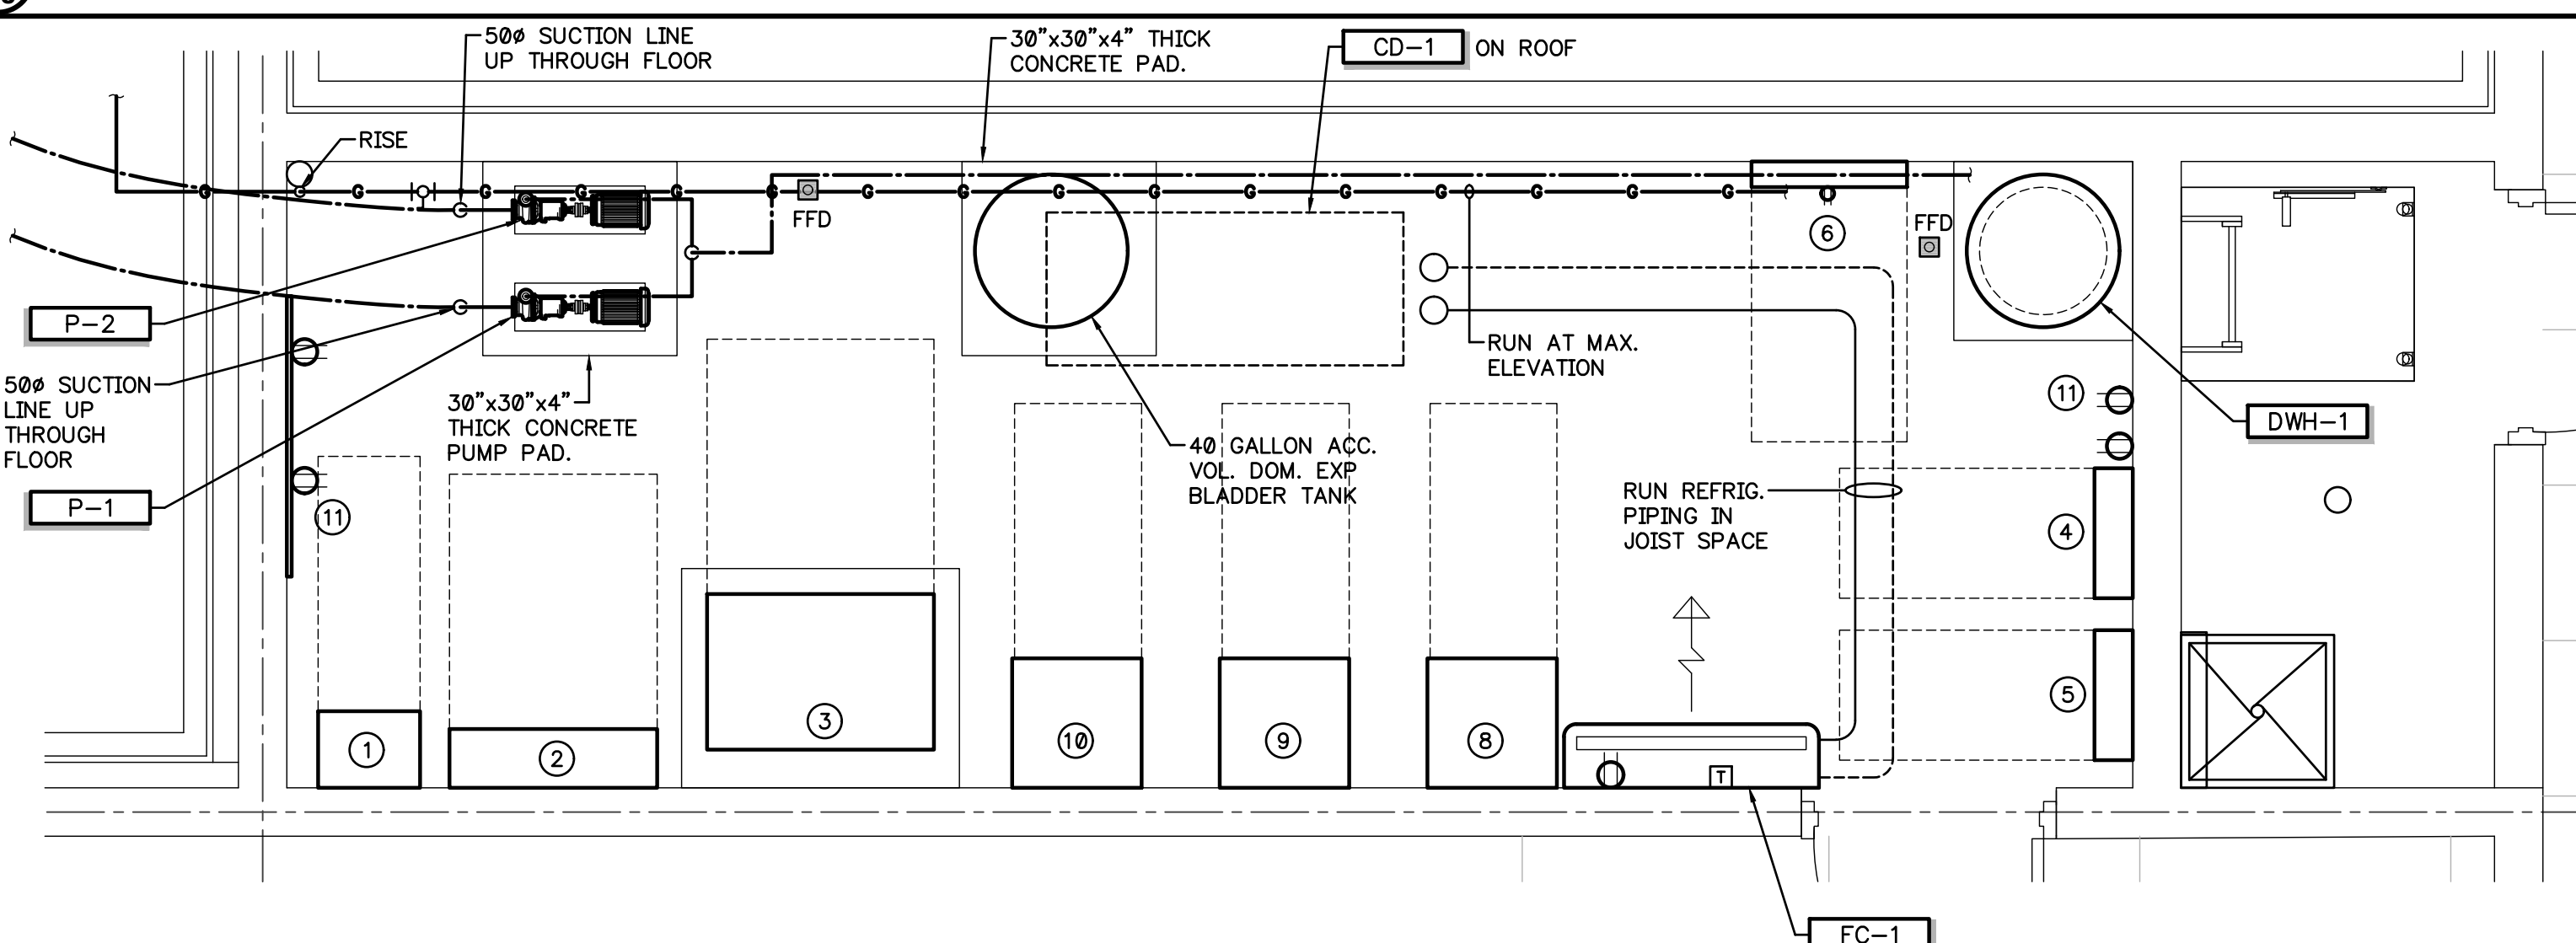 50ø SUCTION LINE
UP THROUGH FLOOR
30"x30"x4" THICK
CONCRETE PAD.
CD-1 ON ROOF
RISE
G G G G G G G G G G G G G G G
FFD
6
FFD
P-2
RUN AT MAX.
ELEVATION
50ø SUCTION
LINE UP
THROUGH
FLOOR
30"x30"x4"
THICK CONCRETE
PUMP PAD.
11
DWH-1
40 GALLON ACC.
VOL. DOM. EXP
BLADDER TANK
P-1
11
RUN REFRIG.
PIPING IN
JOIST SPACE
4
5
1
2
3
10
9
8
T
FC-1